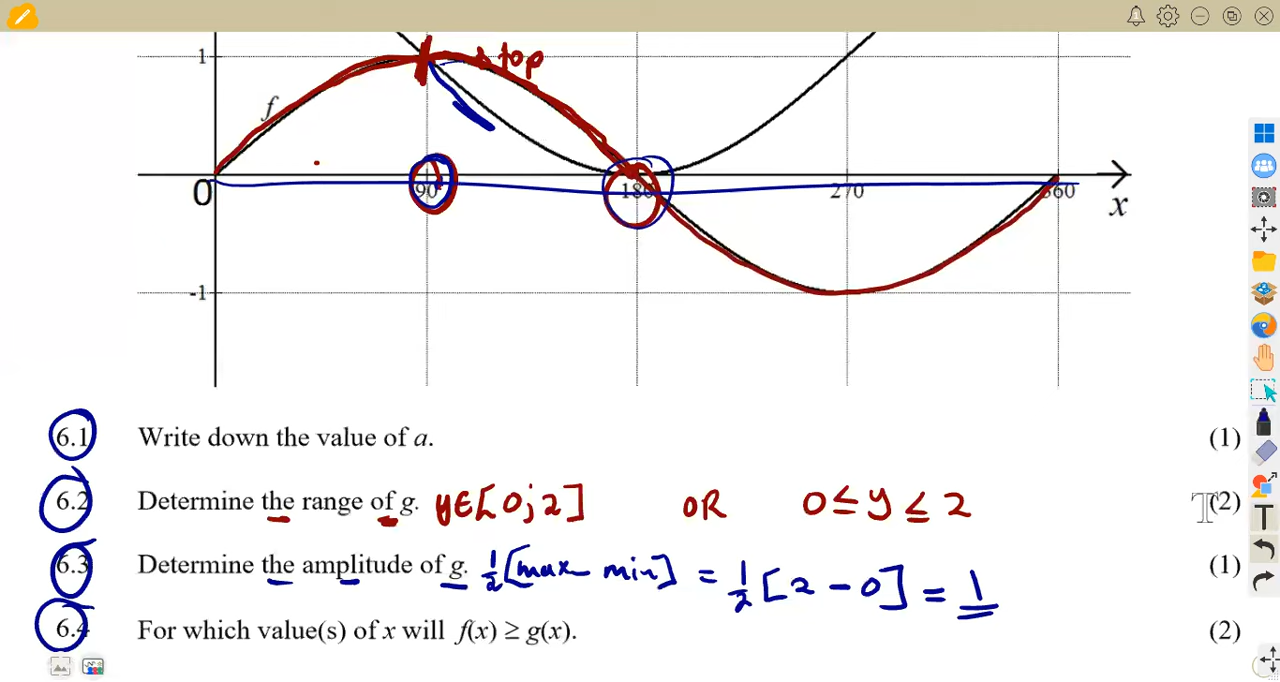 1
top
f
0
90
180
270
360
x
-1
6.1 Write down the value of a. (1)
6.2 Determine the range of g. y∈[0;2] OR 0 ≤ y ≤ 2 (2)
6.3 Determine the amplitude of g. 1/2[max - min] = 1/2[2 - 0] = 1 (1)
6.4 For which value(s) of x will f(x) ≥ g(x). (2)
T